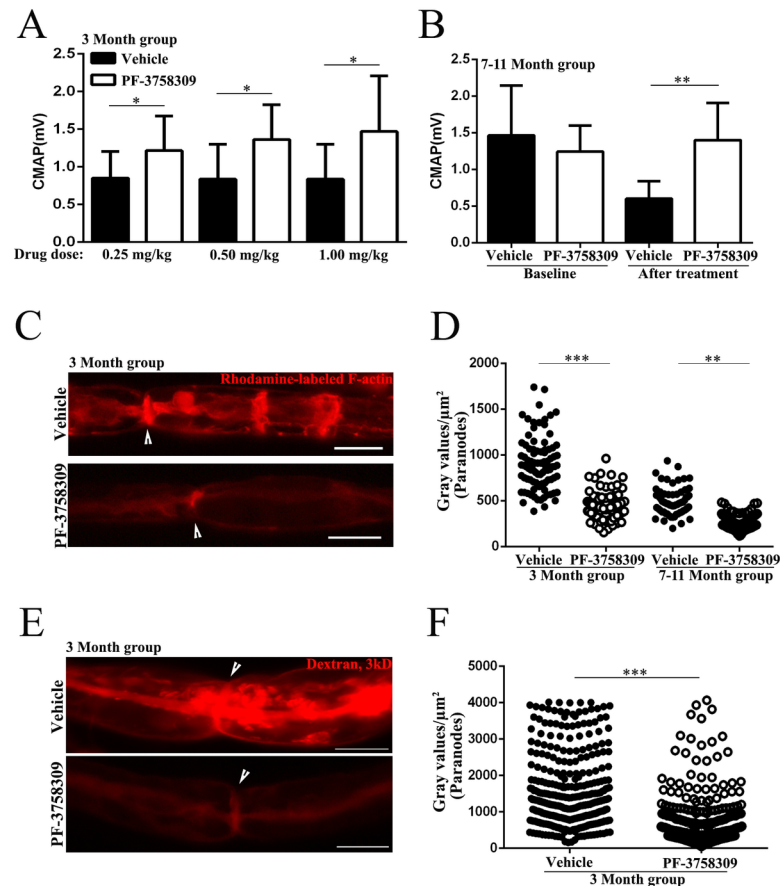 A
3 Month group
Vehicle
PF-3758309
CMAP(mV)
2.5
2.0
1.5
1.0
0.5
0.0
*
*
*
Drug dose: 0.25 mg/kg 0.50 mg/kg 1.00 mg/kg
B
7-11 Month group
CMAP(mV)
2.5
2.0
1.5
1.0
0.5
0.0
**
Vehicle PF-3758309 Vehicle PF-3758309
Baseline After treatment
C
3 Month group
Vehicle
Rhodamine-labeled F-actin
PF-3758309
D
Gray values/μm²
(Paranodes)
2000
1500
1000
500
0
*** **
Vehicle PF-3758309 Vehicle PF-3758309
3 Month group 7-11 Month group
E
3 Month group
Vehicle
Dextran, 3kD
PF-3758309
F
Gray values/μm²
(Paranodes)
5000
4000
3000
2000
1000
0
***
Vehicle PF-3758309
3 Month group